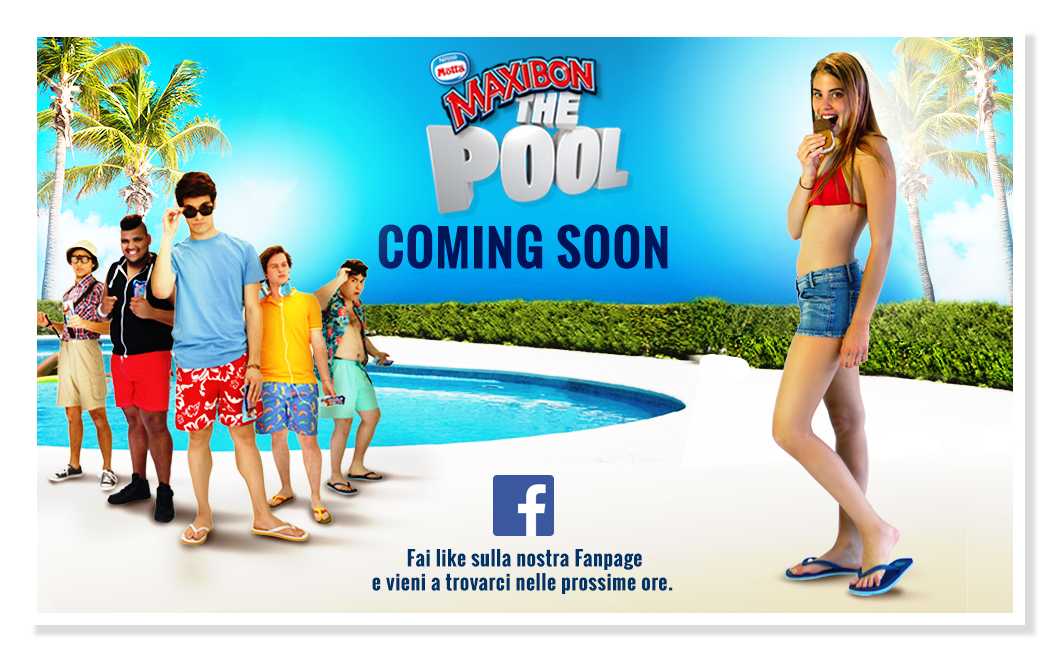 Nestlé
Motta
MAXIBON
THE
POOL
COMING SOON
f
Fai like sulla nostra Fanpage
e vieni a trovarci nelle prossime ore.